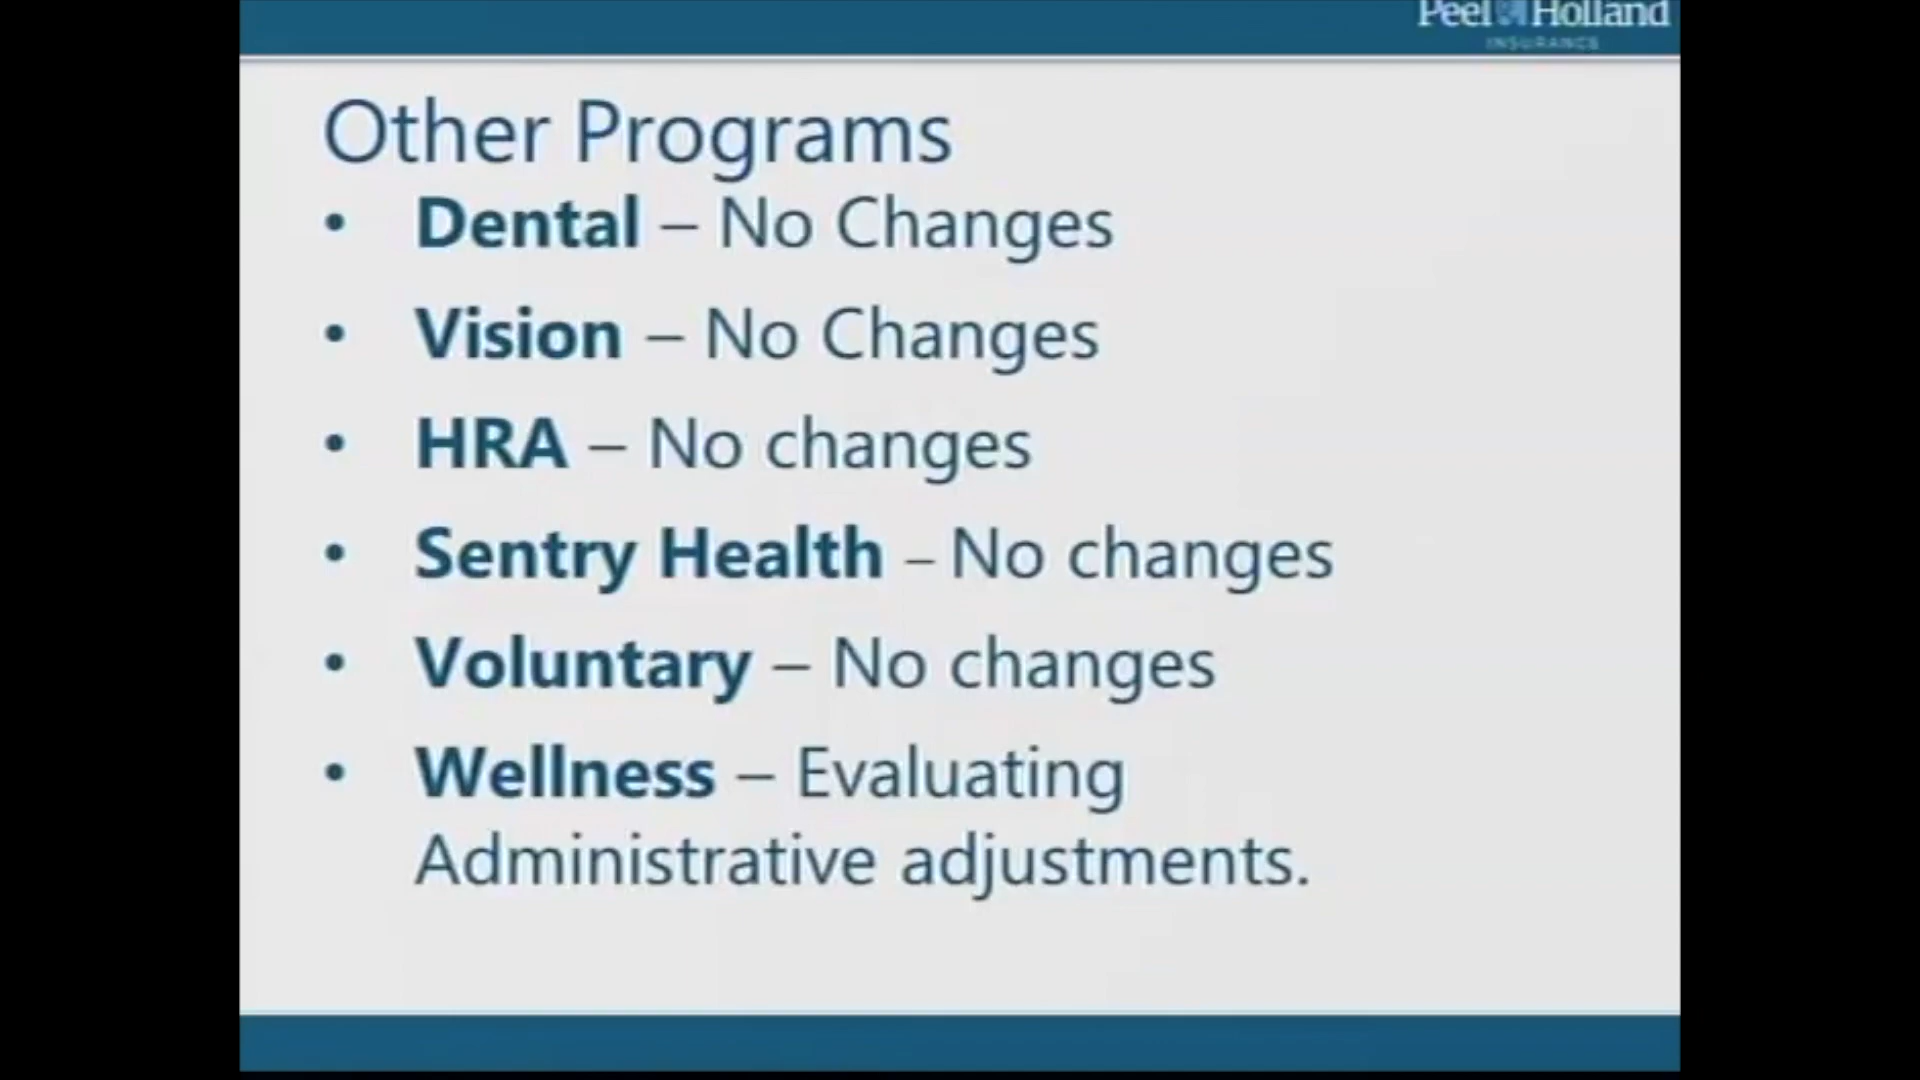 Peel Holland
INSURANCE
Other Programs
• Dental – No Changes
• Vision – No Changes
• HRA – No changes
• Sentry Health – No changes
• Voluntary – No changes
• Wellness – Evaluating
Administrative adjustments.